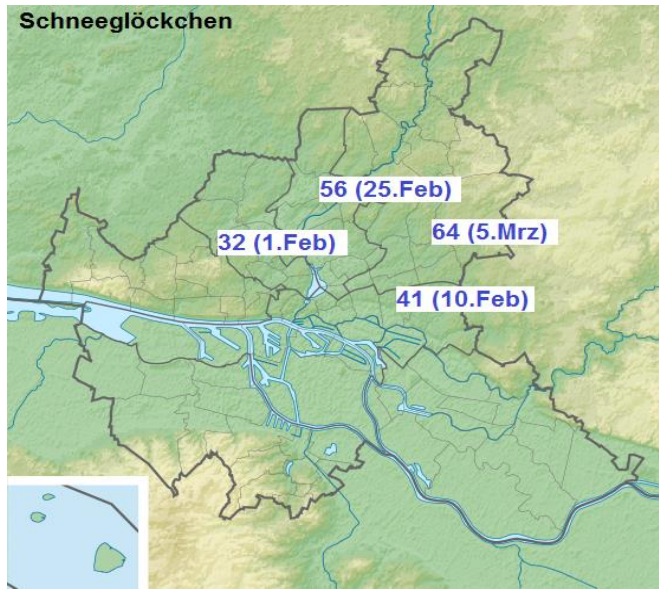 Schneeglöckchen
56 (25.Feb)
32 (1.Feb)
64 (5.Mrz)
41 (10.Feb)